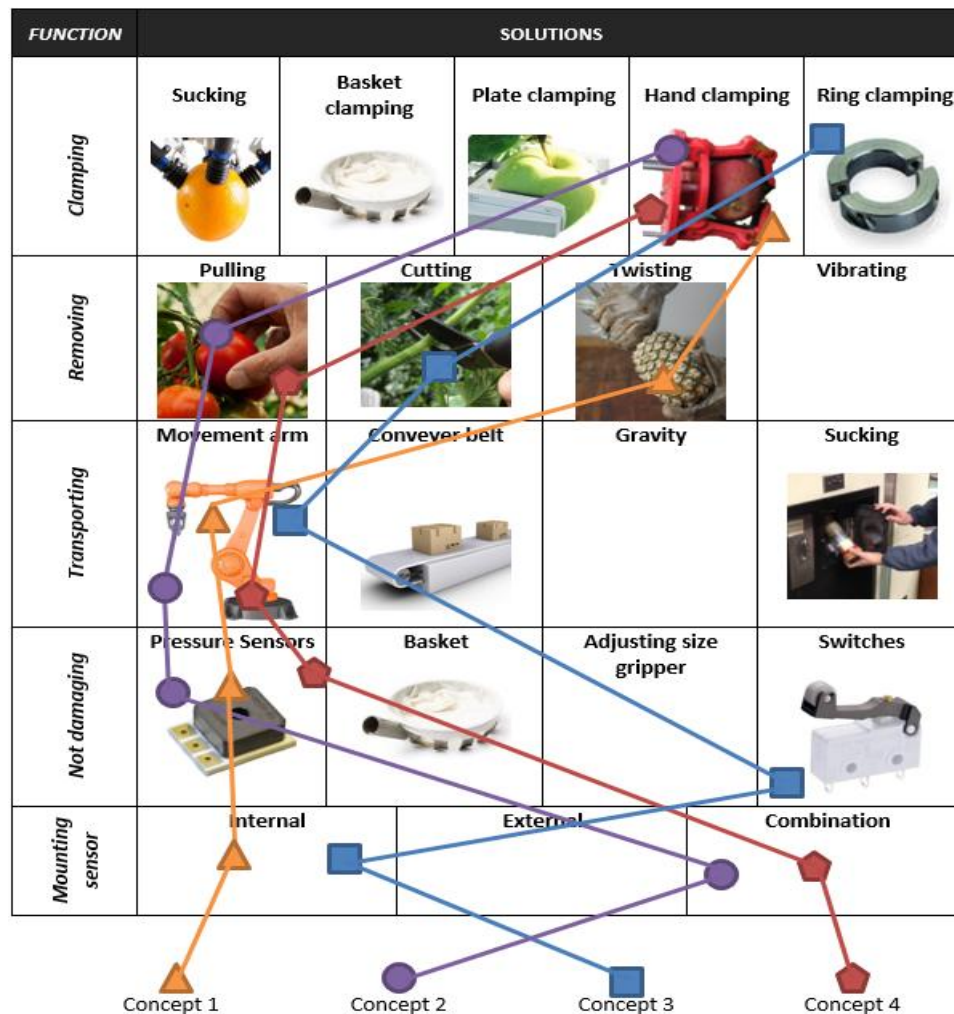 FUNCTION
SOLUTIONS
Clamping
Sucking
Basket
clamping
Plate clamping
Hand clamping
Ring clamping
Removing
Pulling
Cutting
Twisting
Vibrating
Transporting
Movement arm
Conveyer belt
Gravity
Sucking
Not damaging
Pressure Sensors
Basket
Adjusting size
gripper
Switches
Mounting
sensor
Internal
External
Combination
Concept 1
Concept 2
Concept 3
Concept 4